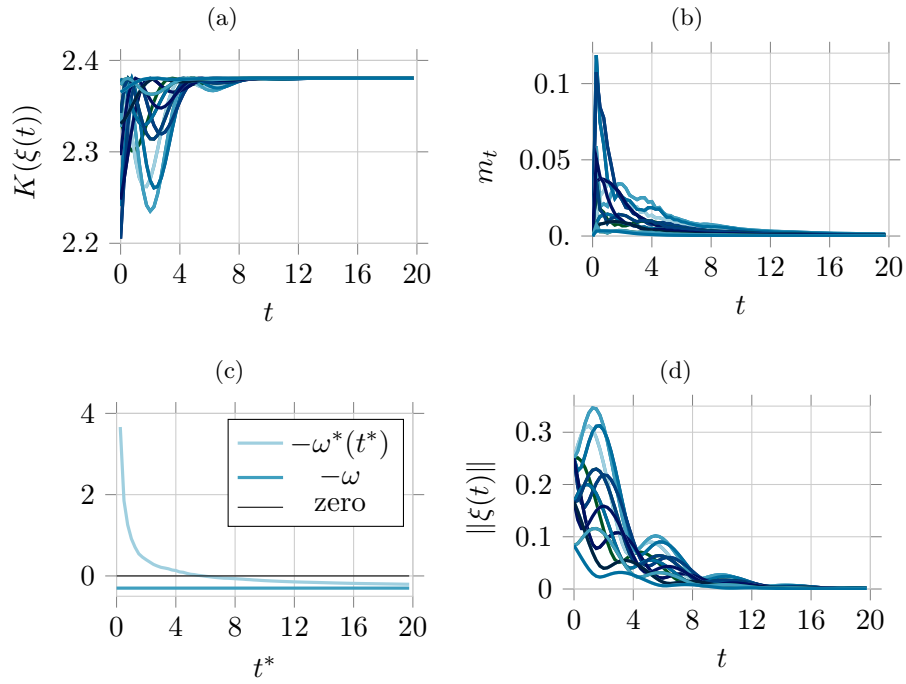 (a)
K(ξ(t))
2.4
2.3
2.2
0 4 8 12 16 20
t
(b)
m_t
0.1
0.05
0.
0 4 8 12 16 20
t
(c)
4
2
0
−ω*(t*)
−ω
zero
0 4 8 12 16 20
t*
(d)
||ξ(t)||
0.3
0.2
0.1
0
0 4 8 12 16 20
t